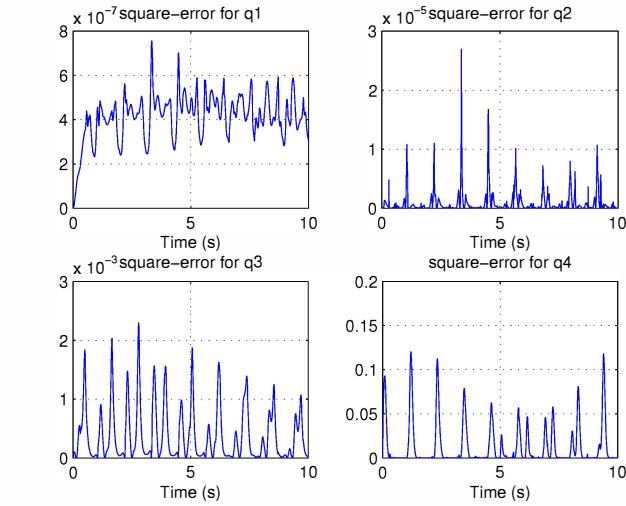 x 10⁻⁷ square−error for q1
8
6
4
2
0
0 5 10
Time (s)
x 10⁻⁵ square−error for q2
3
2
1
0
0 5 10
Time (s)
x 10⁻³ square−error for q3
3
2
1
0
0 5 10
Time (s)
square−error for q4
0.2
0.15
0.1
0.05
0
0 5 10
Time (s)